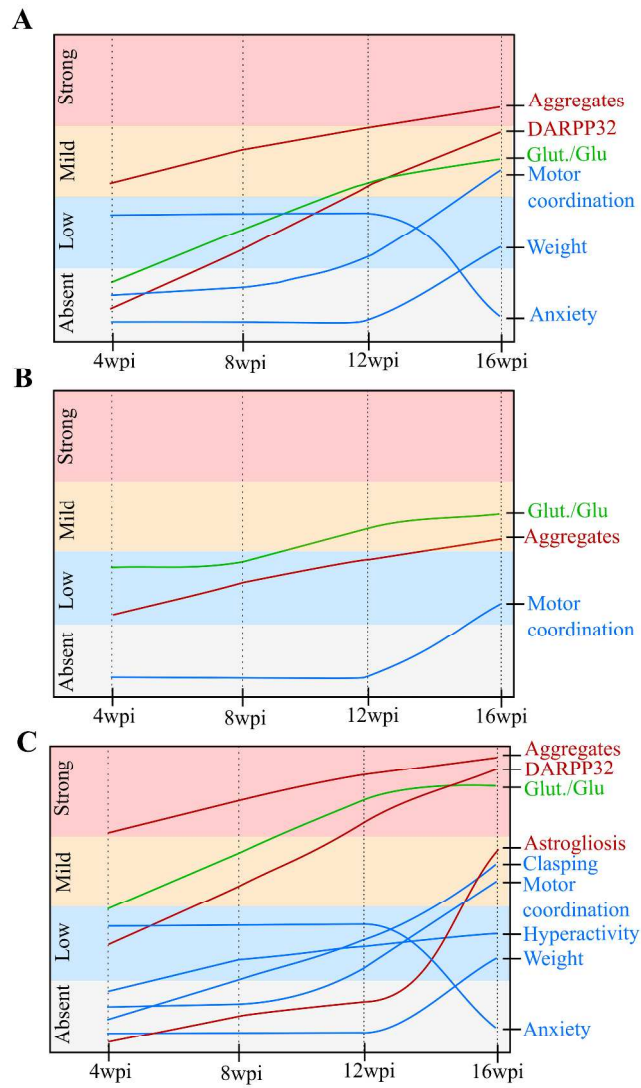 A
Strong
Mild
Low
Absent
Aggregates
DARPP32
Glut./Glu
Motor
coordination
Weight
Anxiety
4wpi
8wpi
12wpi
16wpi
B
Strong
Mild
Low
Absent
Glut./Glu
Aggregates
Motor
coordination
4wpi
8wpi
12wpi
16wpi
C
Strong
Mild
Low
Absent
Aggregates
DARPP32
Glut./Glu
Astrogliosis
Clasping
Motor
coordination
Hyperactivity
Weight
Anxiety
4wpi
8wpi
12wpi
16wpi